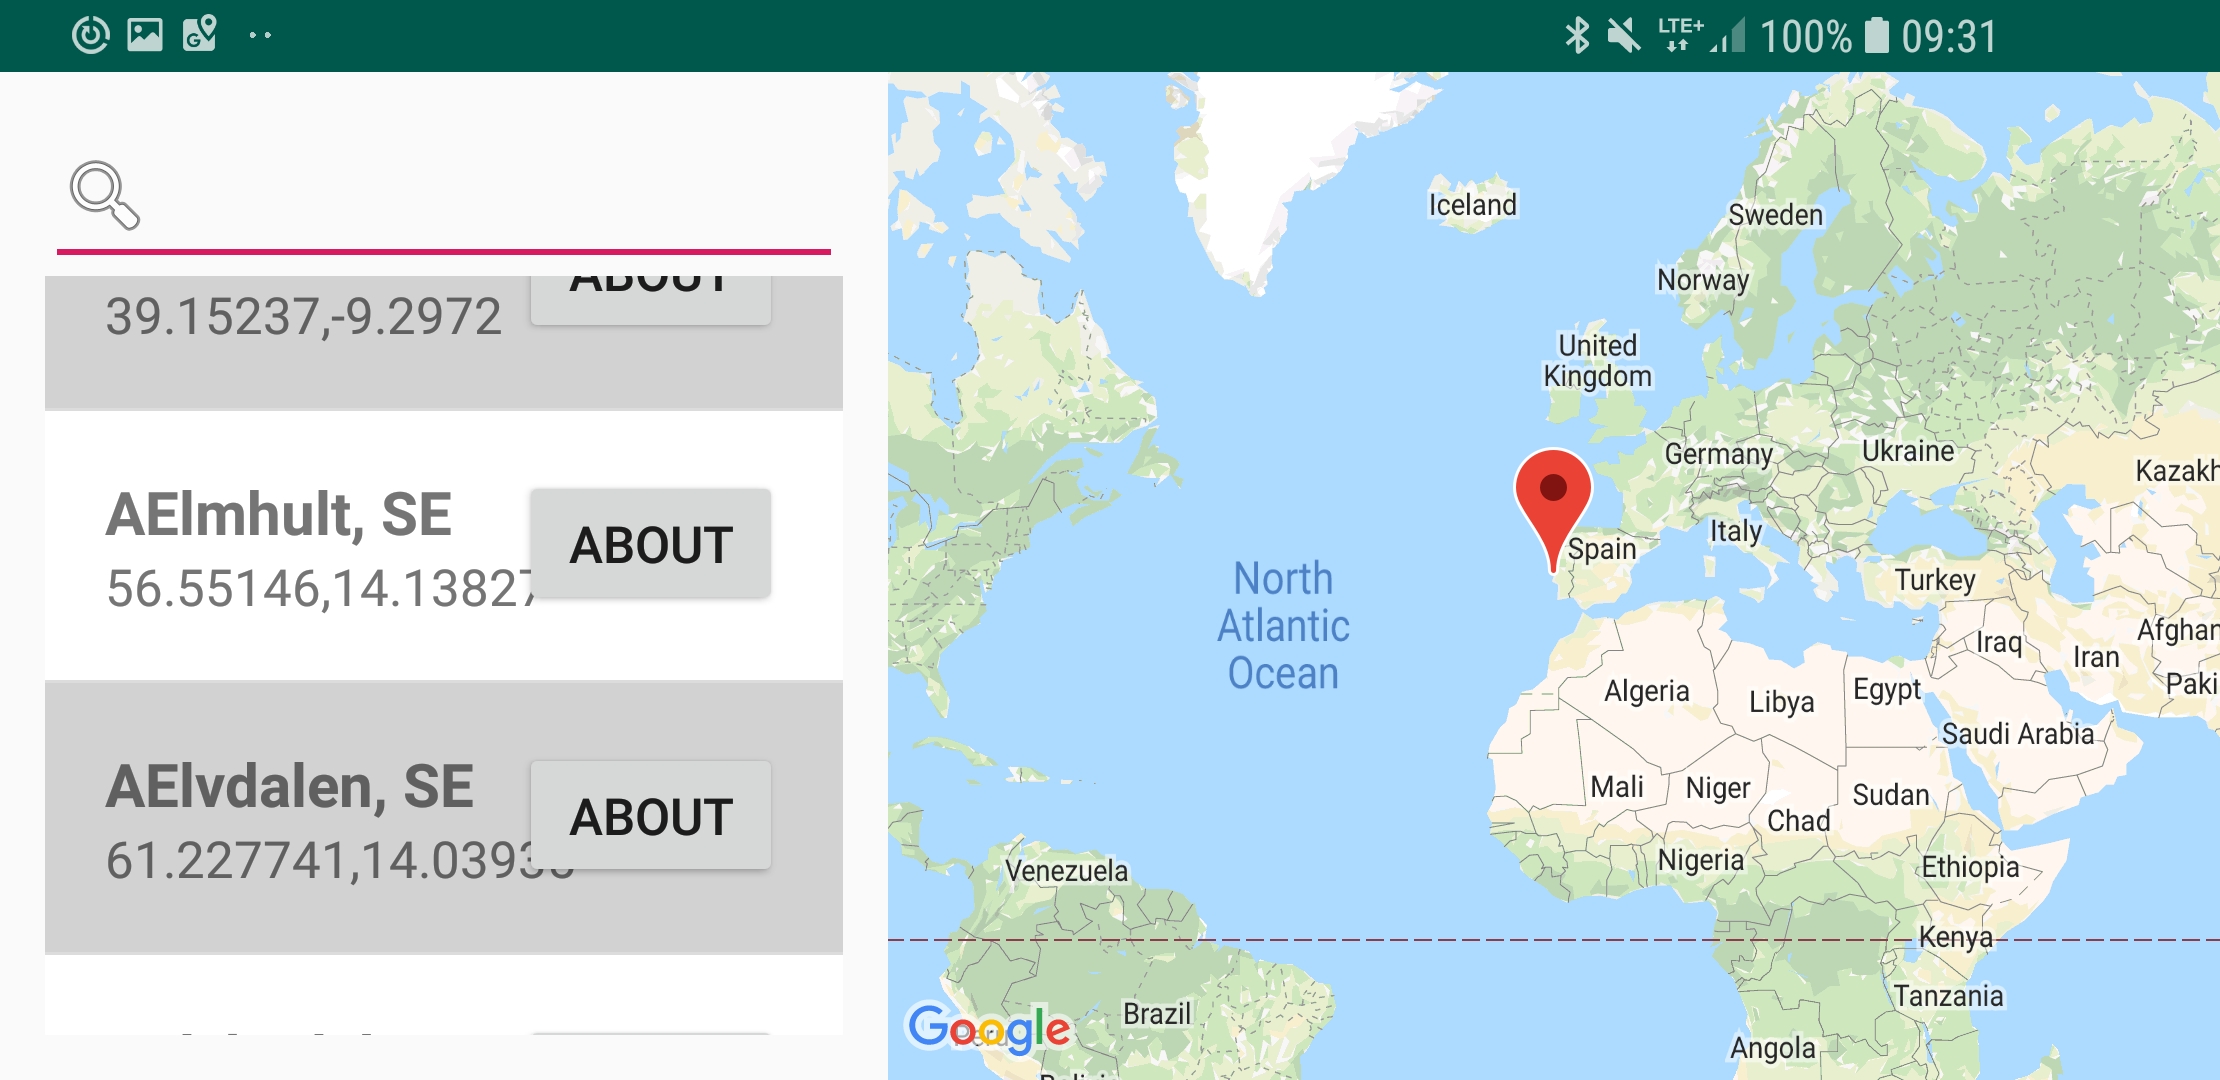 LTE+ 100% 09:31
ABOUT
39.15237,-9.2972
AElmhult, SE
ABOUT
56.55146,14.13827
AElvdalen, SE
ABOUT
61.227741,14.0393
Iceland
Sweden
Norway
United
Kingdom
Germany
Ukraine
Kazakh
Italy
Spain
Turkey
North
Atlantic
Ocean
Afghan
Iraq
Iran
Paki
Algeria
Libya
Egypt
Saudi Arabia
Mali
Niger
Sudan
Chad
Nigeria
Ethiopia
Venezuela
Kenya
Tanzania
Brazil
Google
Peru
Angola